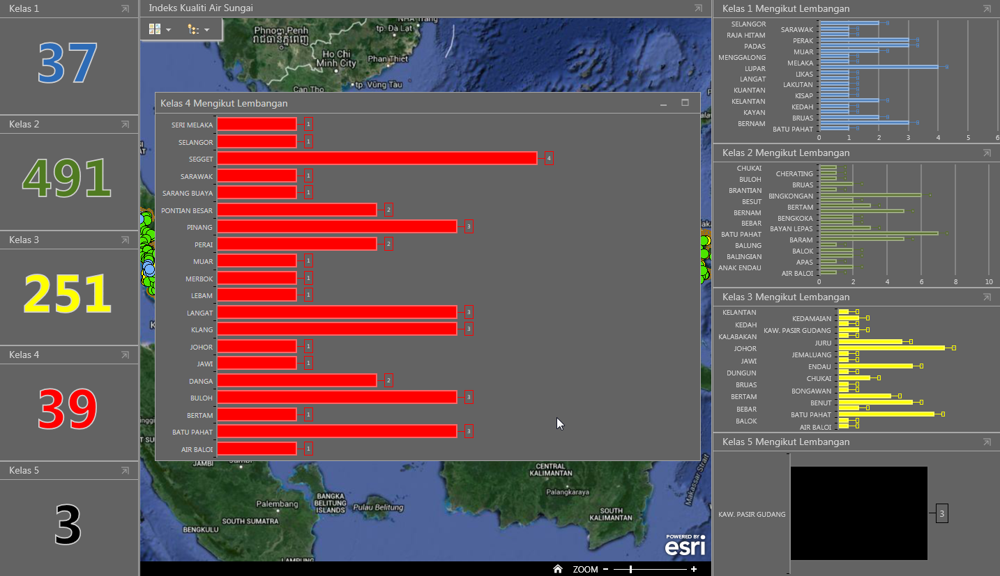 Kelas 1
37
Kelas 2
491
Kelas 3
251
Kelas 4
39
Kelas 5
3
Indeks Kualiti Air Sungai
Phnom Penh
រាជធានីភ្នំពេញ
NHA Trang
tp. Đà Lạt
Ho Chi
Minh City
Phan Thiet
Can Tho
tp. Vũng Tàu
Kelas 4 Mengikut Lembangan
SERI MELAKA 1
SELANGOR 1
SEGGET 4
SARAWAK 1
SARANG BUAYA 1
PONTIAN BESAR 2
PINANG 3
PERAI 2
MUAR 1
MERBOK 1
LEBAM 1
LANGAT 3
KLANG 3
JOHOR 1
JAWI 1
DANGA 2
BULOH 3
BERTAM 1
BATU PAHAT 3
AIR BALOI 1
JAMBI
CENTRAL
KALIMANTAN
Palangkaraya
Makassar Strait
Palembang
BANGKA
BELITUNG
ISLANDS
Pulau Belitung
SOUTH SUMATRA
SOUTH
KALIMANTAN
BENGKULU
LAMPUNG
POWERED BY
esri
ZOOM
Kelas 1 Mengikut Lembangan
SELANGOR
SARAWAK
RAJA HITAM
PERAK
PADAS
MUAR
MENGGALONG
MELAKA
LUPAR
LIKAS
LANGAT
LAKUTAN
KUANTAN
KISAP
KELANTAN
KEDAH
KAYAN
BRUAS
BERNAM
BATU PAHAT
0 1 2 3 4 5 6
Kelas 2 Mengikut Lembangan
CHUKAI
CHERATING
BULOH
BRUAS
BRANTIAN
BINGKONGAN
BESUT
BERTAM
BERNAM
BENGKOKA
BEBAR
BAYAN LEPAS
BATU PAHAT
BARAM
BALUNG
BALOK
BALINGIAN
APAS
ANAK ENDAU
AIR BALOI
0 2 4 6 8 10
Kelas 3 Mengikut Lembangan
KELANTAN
KEDAMAIAN
KEDAH
KAW. PASIR GUDANG
KALABAKAN
JURU
JOHOR
JEMALUANG
JAWI
ENDAU
DUNGUN
CHUKAI
BRUAS
BONGAWAN
BERTAM
BENUT
BEBAR
BATU PAHAT
BALOK
AIR BALOI
Kelas 5 Mengikut Lembangan
KAW. PASIR GUDANG 3